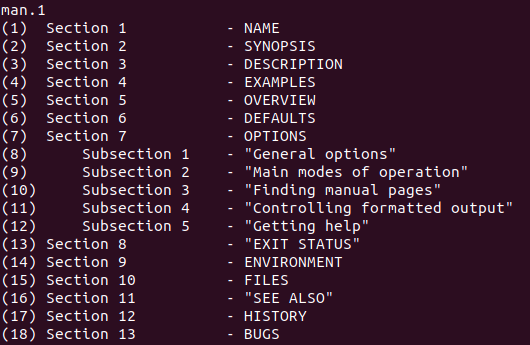 man.1
(1)  Section 1            - NAME
(2)  Section 2            - SYNOPSIS
(3)  Section 3            - DESCRIPTION
(4)  Section 4            - EXAMPLES
(5)  Section 5            - OVERVIEW
(6)  Section 6            - DEFAULTS
(7)  Section 7            - OPTIONS
(8)      Subsection 1     - "General options"
(9)      Subsection 2     - "Main modes of operation"
(10)     Subsection 3     - "Finding manual pages"
(11)     Subsection 4     - "Controlling formatted output"
(12)     Subsection 5     - "Getting help"
(13) Section 8            - "EXIT STATUS"
(14) Section 9            - ENVIRONMENT
(15) Section 10           - FILES
(16) Section 11           - "SEE ALSO"
(17) Section 12           - HISTORY
(18) Section 13           - BUGS